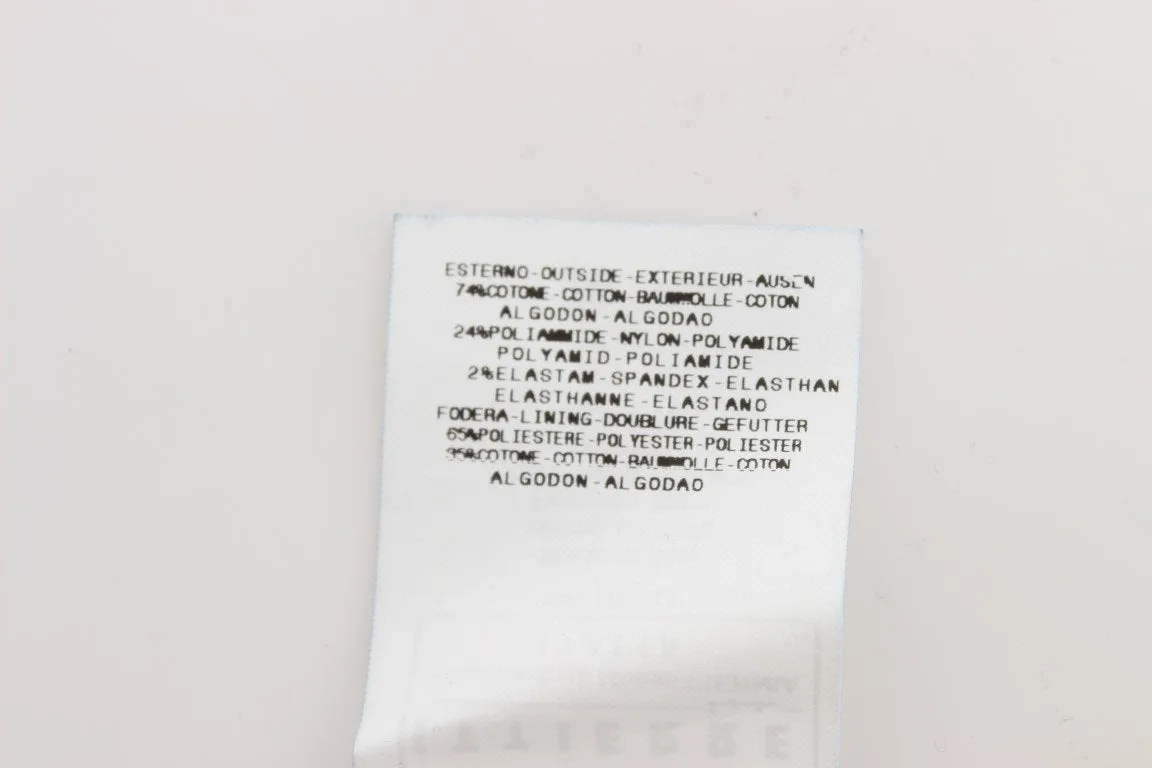 ESTERNO-OUTSIDE-EXTERIEUR-AUSEN
74%COTONE-COTTON-BAUMWOLLE-COTON
ALGODON-ALGODAO
24%POLIAMMIDE-NYLON-POLYAMIDE
POLYAMID-POLIAMIDE
2%ELASTAM-SPANDEX-ELASTHAN
ELASTHANNE-ELASTANO
FODERA-LINING-DOUBLURE-GEFUTTER
65%POLIESTERE-POLYESTER-POLIESTER
35%COTONE-COTTON-BAUMWOLLE-COTON
ALGODON-ALGODAO